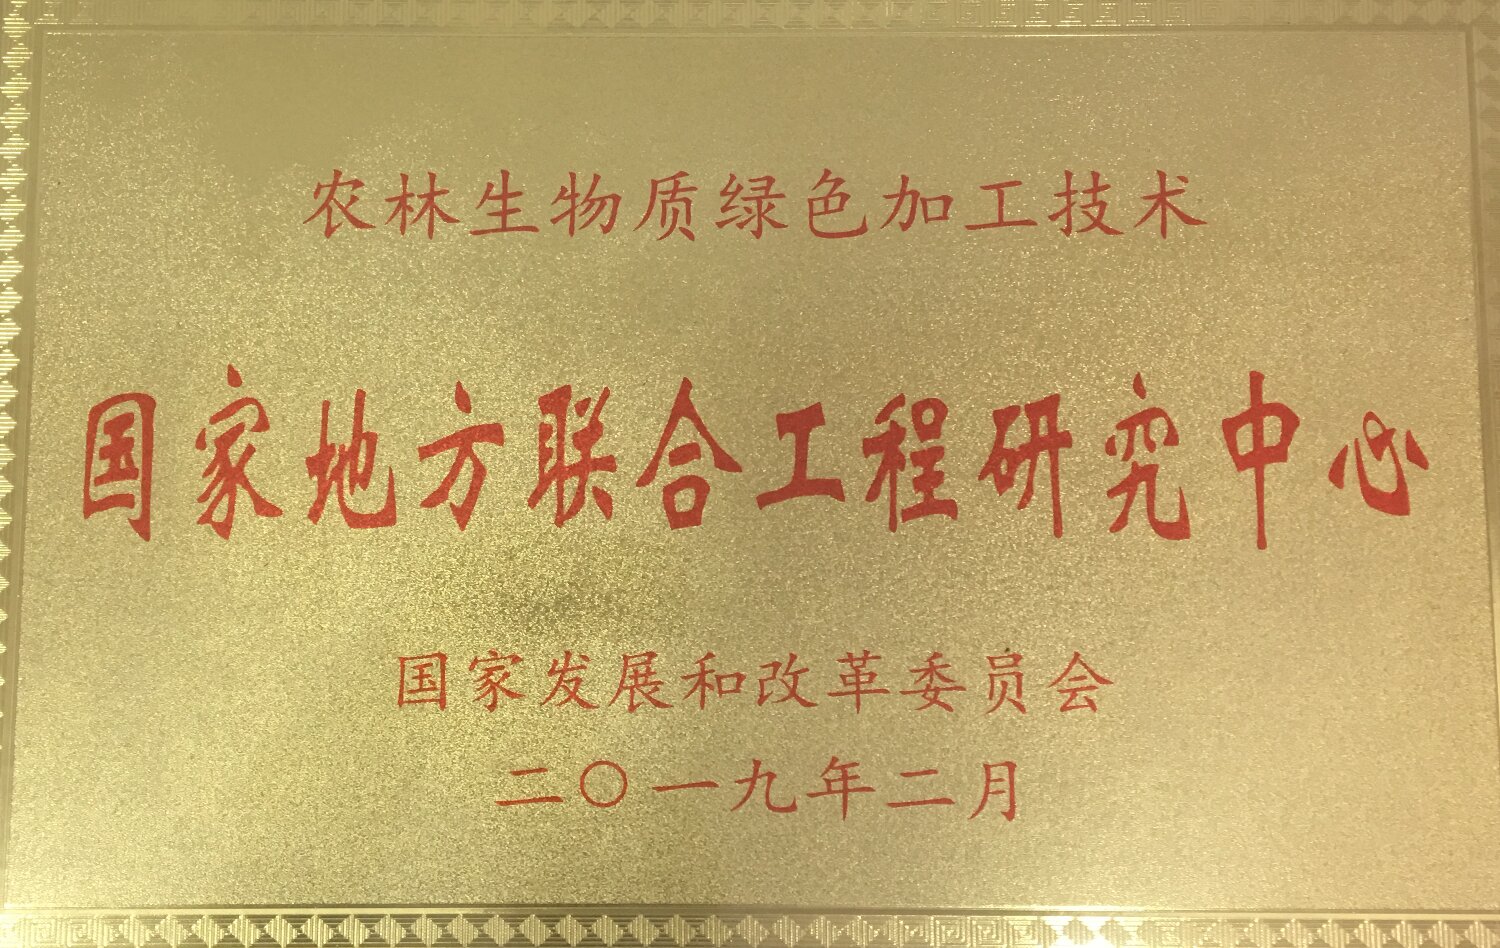 农林生物质绿色加工技术
国家地方联合工程研究中心
国家发展和改革委员会
二〇一九年二月